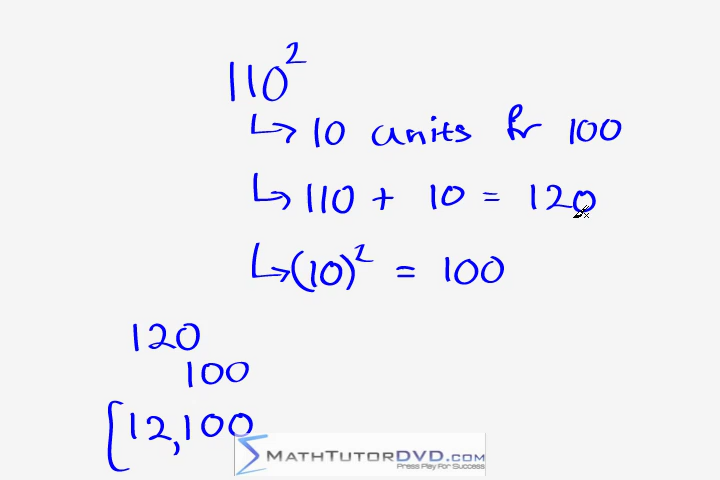 110²
↳ 10 units for 100
↳ 110 + 10 = 120
↳ (10)² = 100
120
100
[12,100
MATHTUTORDVD.COM
Press Play For Success